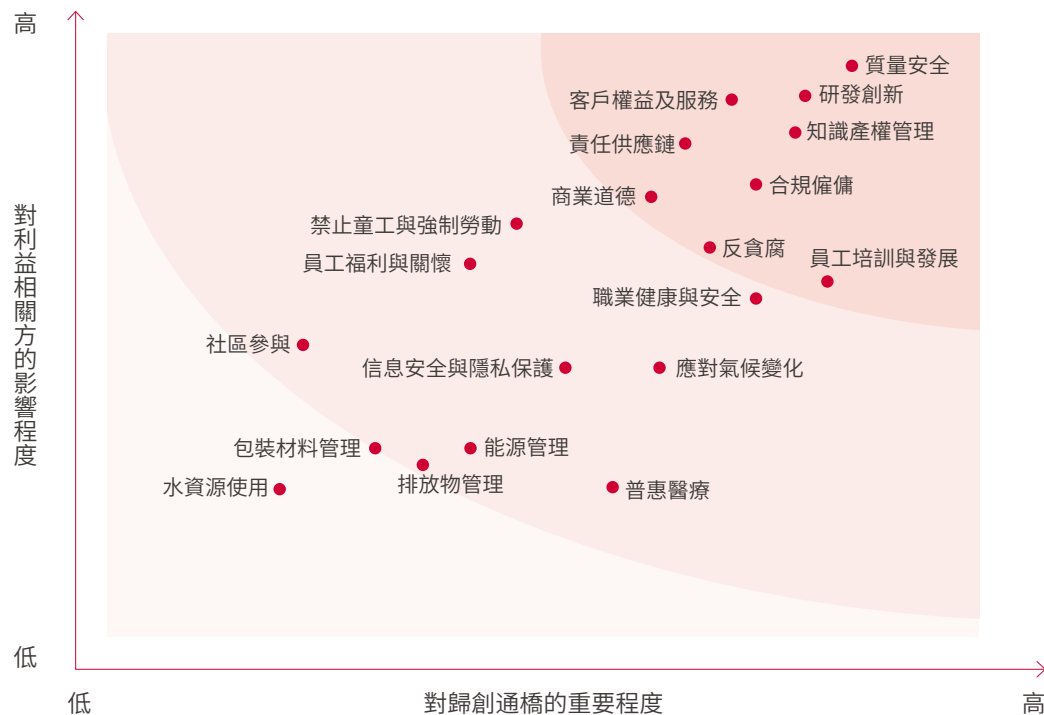 高
質量安全
研發創新
客戶權益及服務
知識產權管理
責任供應鏈
合規僱傭
商業道德
禁止童工與強制勞動
反貪腐
員工培訓與發展
員工福利與關懷
職業健康與安全
社區參與
信息安全與隱私保護
應對氣候變化
包裝材料管理
能源管理
排放物管理
水資源使用
普惠醫療
對利益相關方的影響程度
低
低
對歸創通橋的重要程度
高